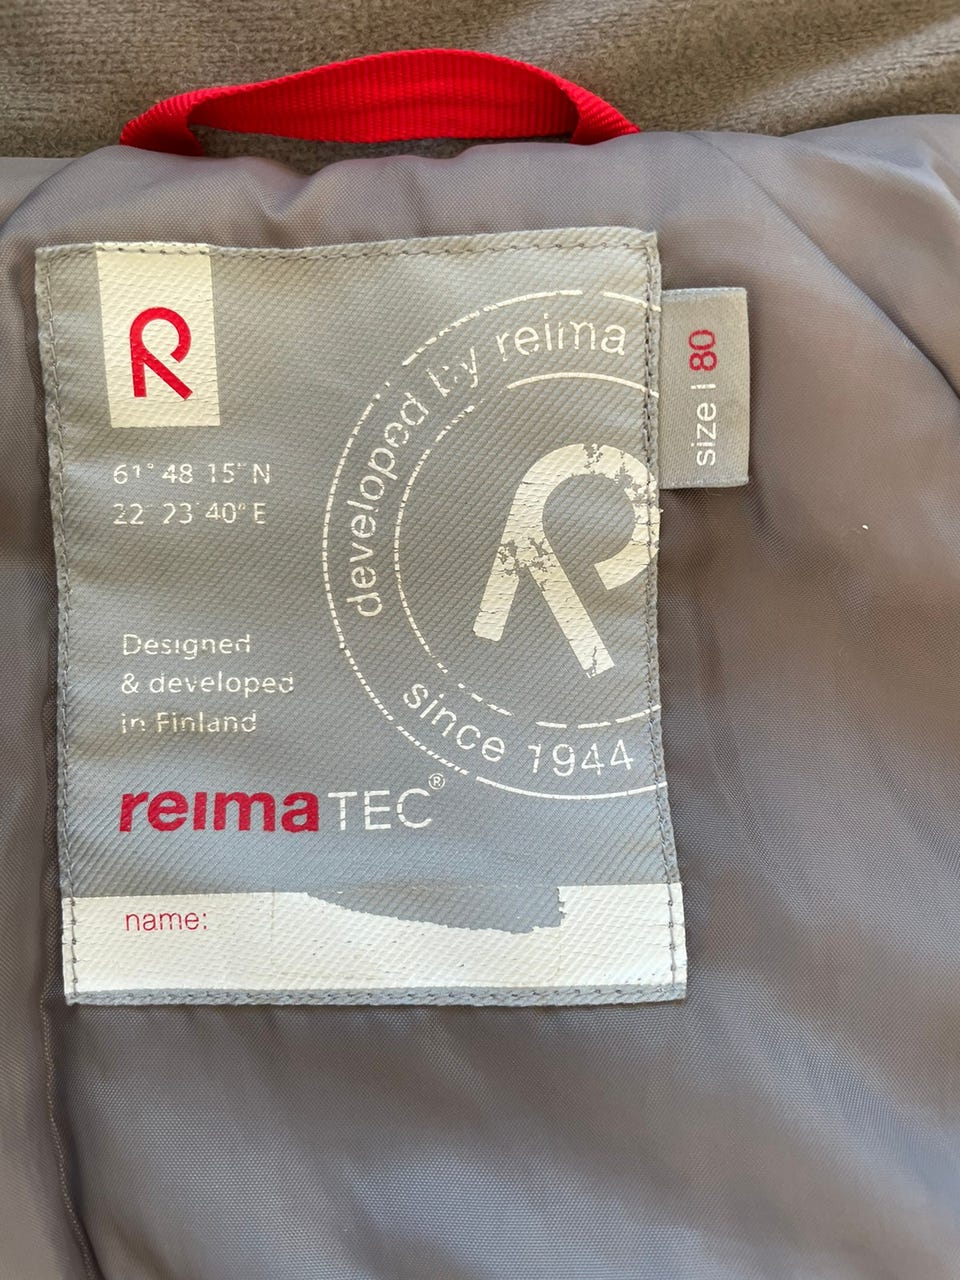 R
61° 48 15" N
22 23' 40" E
developed by reima
since 1944
Designed
& developed
in Finland
reimaTEC®
name:
size | 80